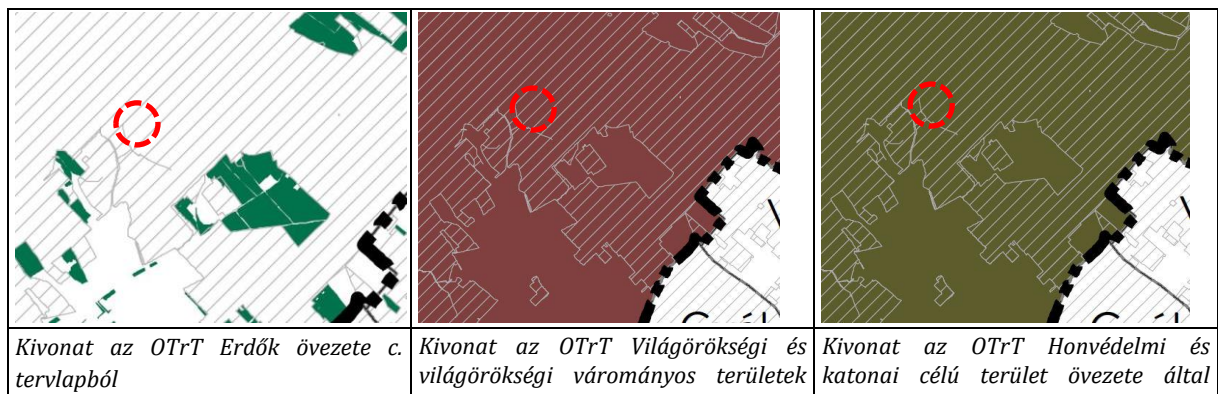 Kivonat az OTrT Erdők övezete c.
tervlapból
Kivonat az OTrT Világörökségi és
világörökségi várományos területek
Kivonat az OTrT Honvédelmi és
katonai célú terület övezete által